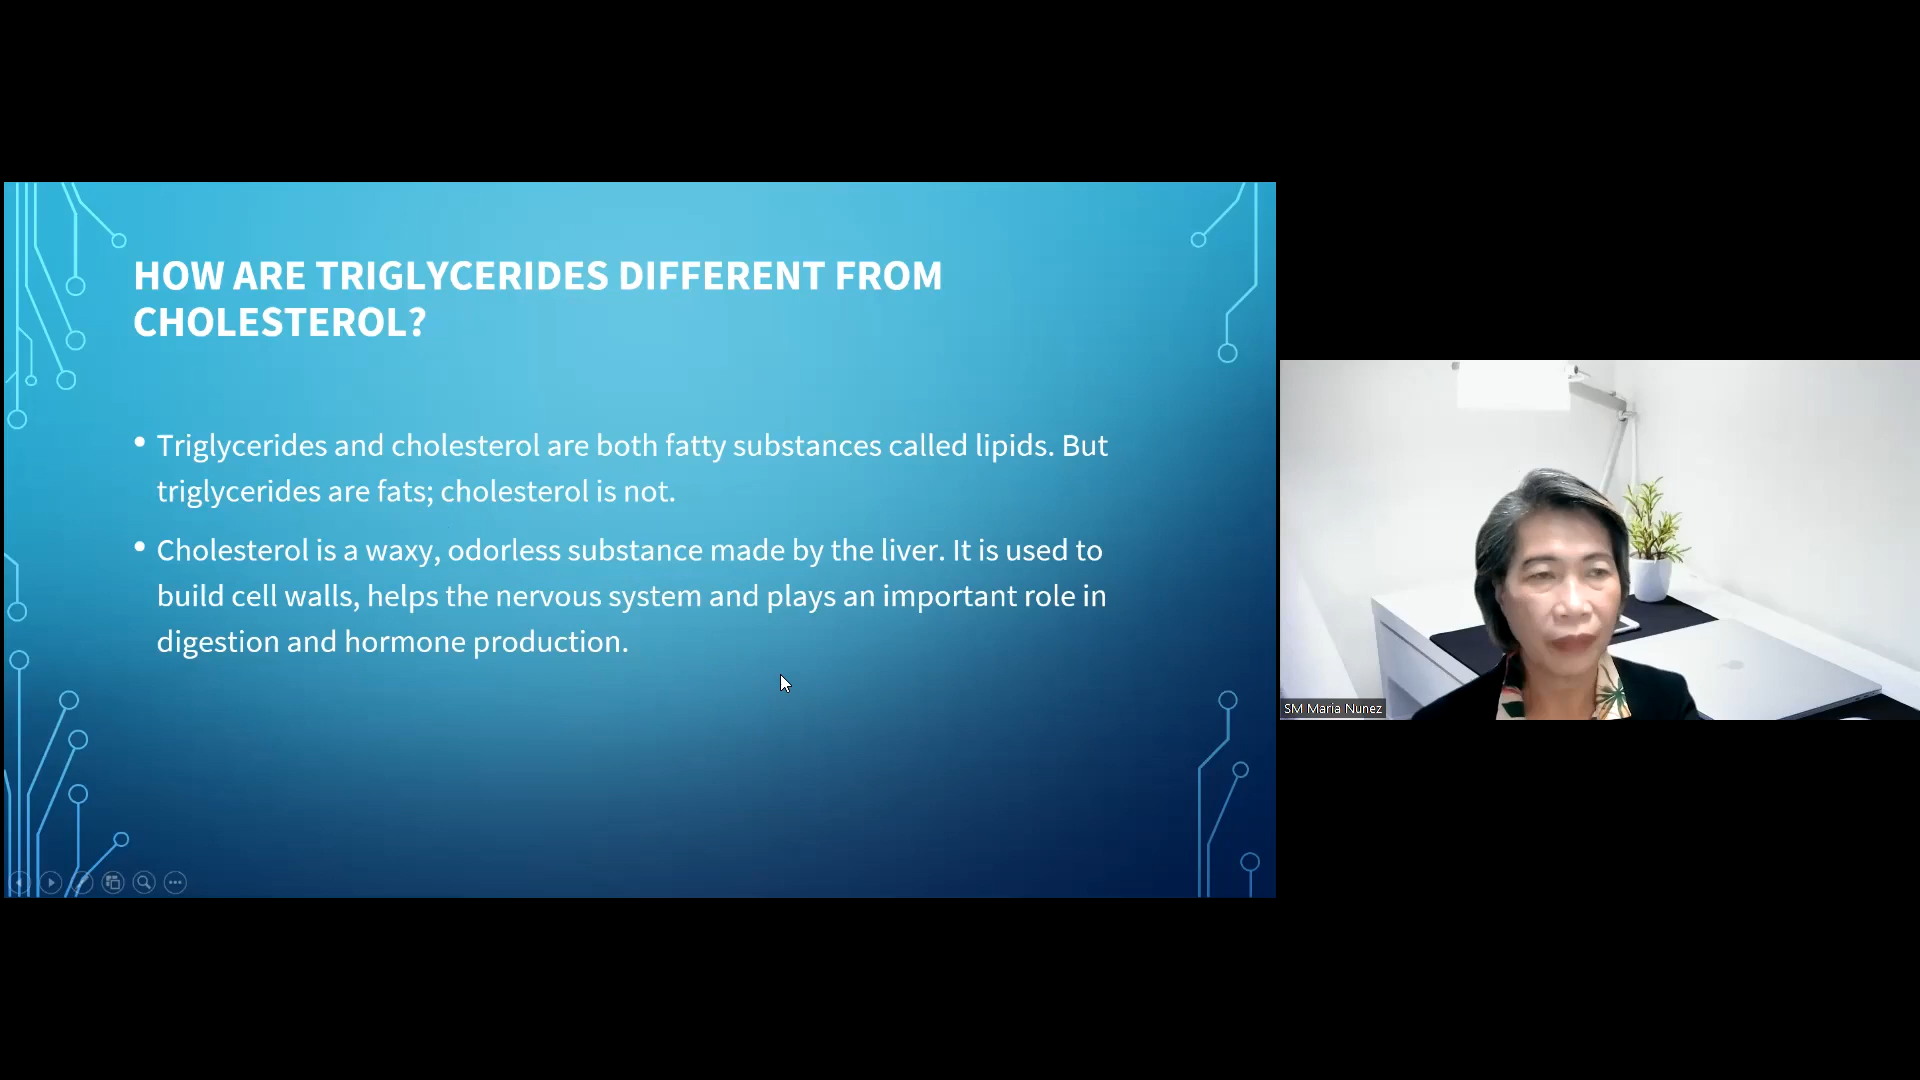 HOW ARE TRIGLYCERIDES DIFFERENT FROM
CHOLESTEROL?
• Triglycerides and cholesterol are both fatty substances called lipids. But
triglycerides are fats; cholesterol is not.
• Cholesterol is a waxy, odorless substance made by the liver. It is used to
build cell walls, helps the nervous system and plays an important role in
digestion and hormone production.
SM Maria Nunez